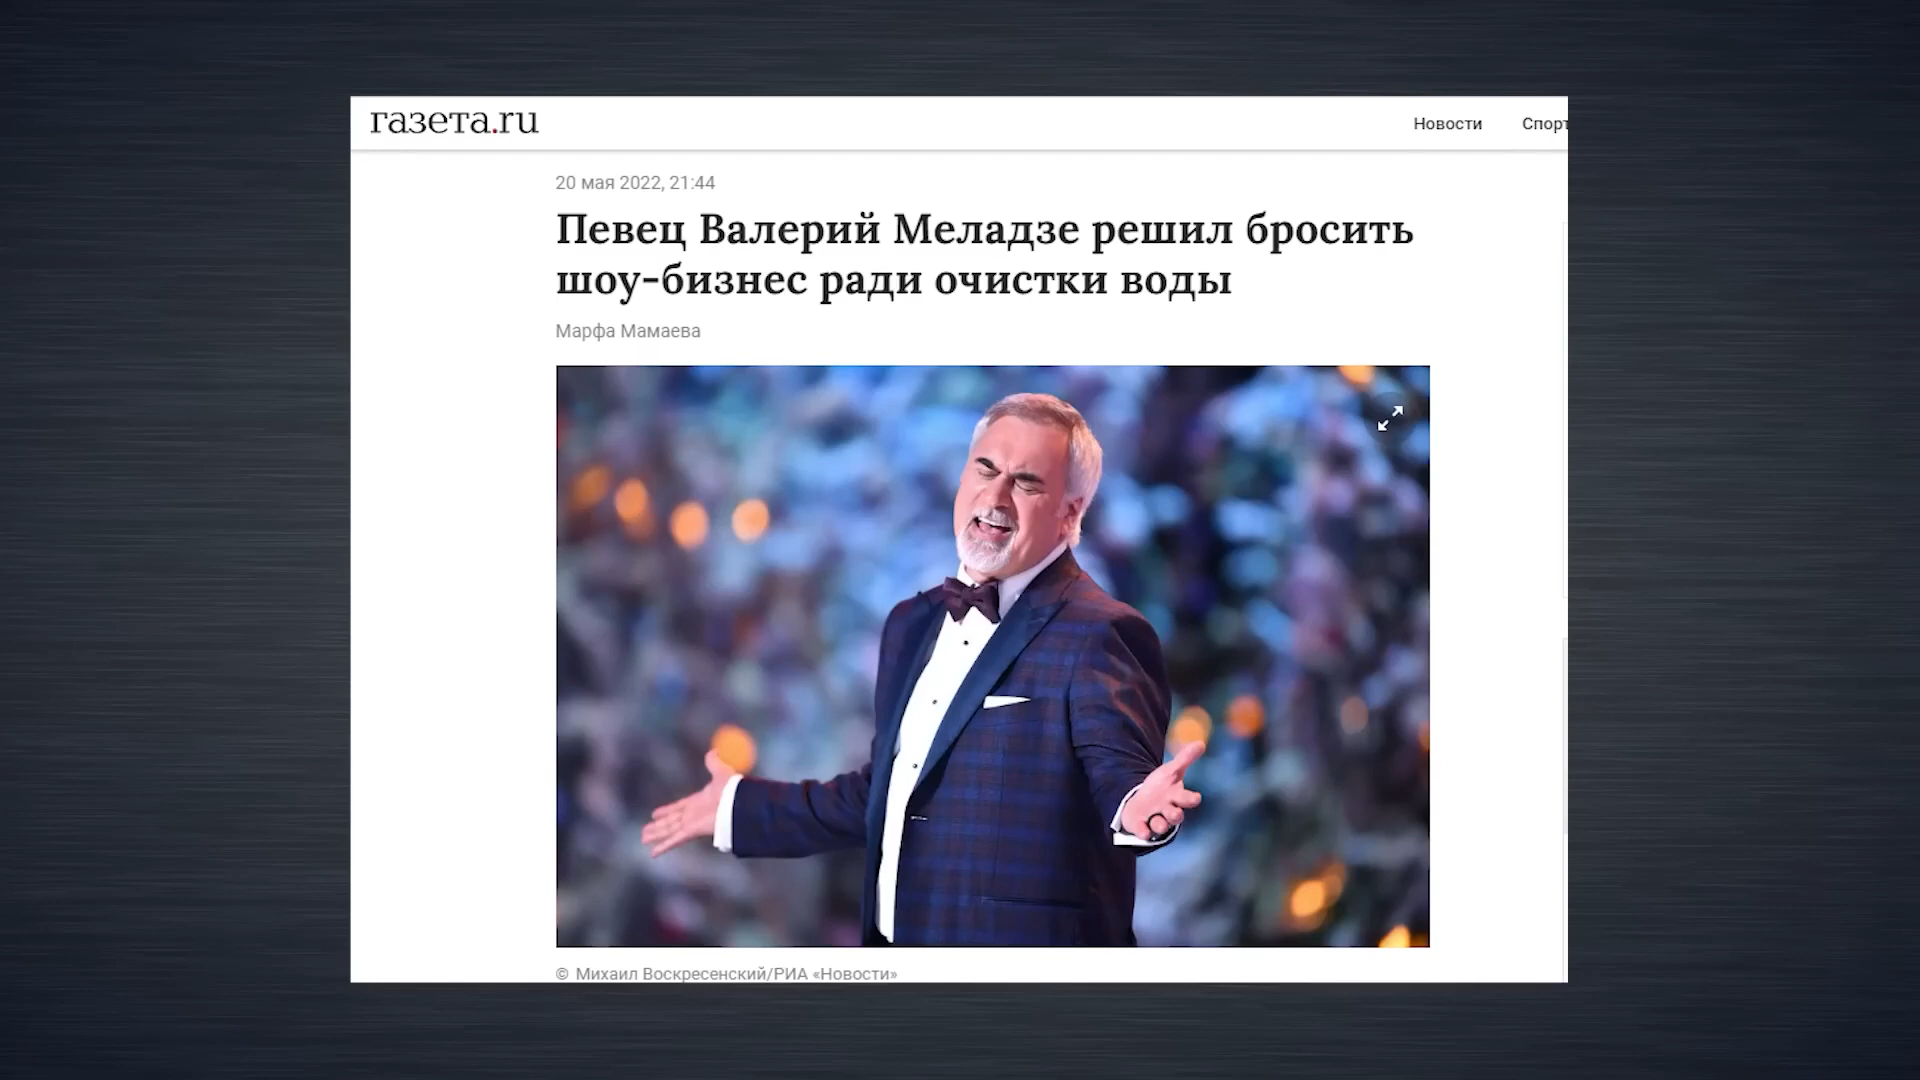 газета.ru
Новости
Спорт
20 мая 2022, 21:44
Певец Валерий Меладзе решил бросить
шоу-бизнес ради очистки воды
Марфа Мамаева
© Михаил Воскресенский/РИА «Новости»